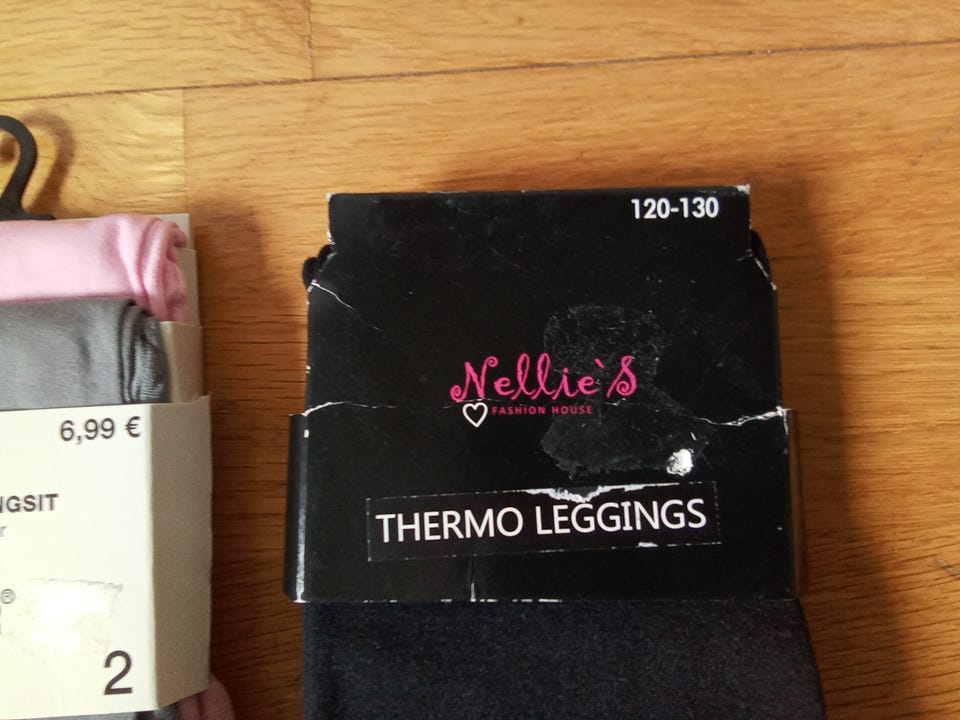 6,99 €
NGSIT
r
®
2
120-130
Nellie`S
FASHION HOUSE
THERMO LEGGINGS